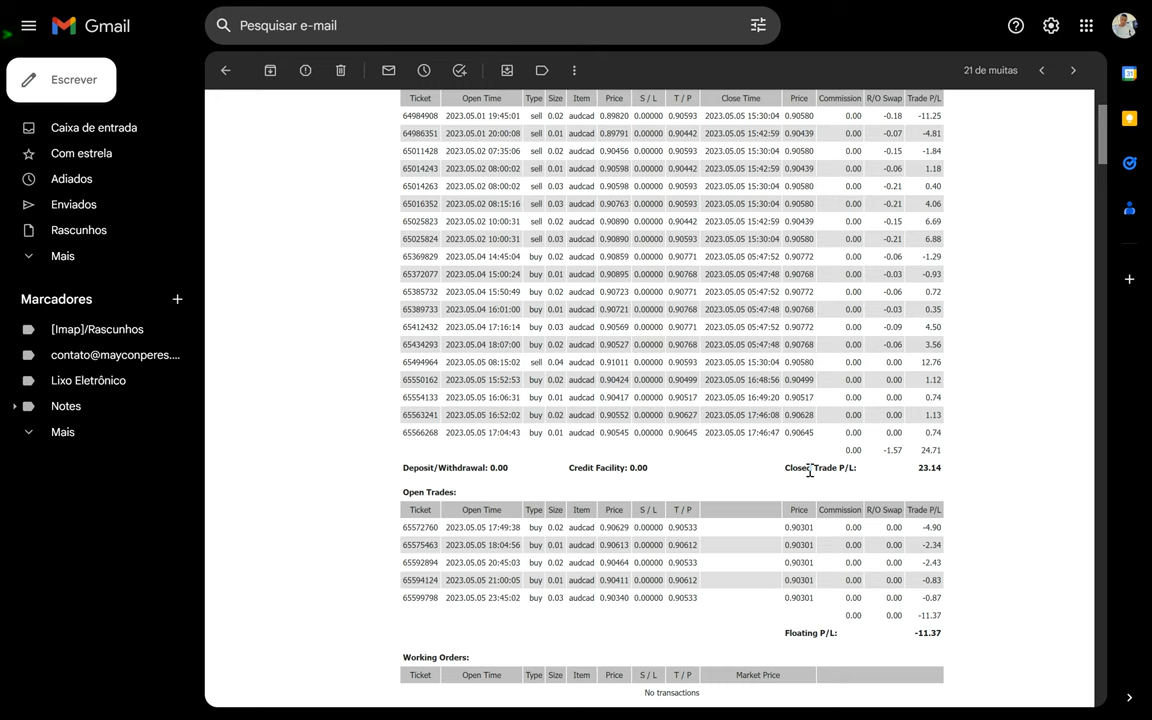 Gmail
Pesquisar e-mail
Escrever
21 de muitas
Caixa de entrada
Com estrela
Adiados
Enviados
Rascunhos
Mais
Marcadores
[Imap]/Rascunhos
contato@mayconperes....
Lixo Eletrônico
Notes
Mais
31
Ticket Open Time Type Size Item Price S / L T / P Close Time Price Commission R/O Swap Trade P/L
64984908 2023.05.01 19:45:01 sell 0.02 audcad 0.89820 0.00000 0.90593 2023.05.05 15:30:04 0.90580 0.00 -0.18 -11.25
64986351 2023.05.01 20:00:08 sell 0.01 audcad 0.89791 0.00000 0.90442 2023.05.05 15:42:59 0.90439 0.00 -0.07 -4.81
65011428 2023.05.02 07:35:06 sell 0.02 audcad 0.90456 0.00000 0.90593 2023.05.05 15:30:04 0.90580 0.00 -0.15 -1.84
65014243 2023.05.02 08:00:02 sell 0.01 audcad 0.90598 0.00000 0.90442 2023.05.05 15:42:59 0.90439 0.00 -0.06 1.18
65014263 2023.05.02 08:00:02 sell 0.03 audcad 0.90598 0.00000 0.90593 2023.05.05 15:30:04 0.90580 0.00 -0.21 0.40
65016352 2023.05.02 08:15:16 sell 0.03 audcad 0.90763 0.00000 0.90593 2023.05.05 15:30:04 0.90580 0.00 -0.21 4.06
65025823 2023.05.02 10:00:31 sell 0.02 audcad 0.90890 0.00000 0.90442 2023.05.05 15:42:59 0.90439 0.00 -0.15 6.69
65025824 2023.05.02 10:00:31 sell 0.03 audcad 0.90890 0.00000 0.90593 2023.05.05 15:30:04 0.90580 0.00 -0.21 6.88
65369829 2023.05.04 14:45:04 buy 0.02 audcad 0.90859 0.00000 0.90771 2023.05.05 05:47:52 0.90772 0.00 -0.06 -1.29
65372077 2023.05.04 15:00:24 buy 0.01 audcad 0.90895 0.00000 0.90768 2023.05.05 05:47:48 0.90768 0.00 -0.03 -0.93
65385732 2023.05.04 15:50:49 buy 0.02 audcad 0.90723 0.00000 0.90771 2023.05.05 05:47:52 0.90772 0.00 -0.06 0.72
65389733 2023.05.04 16:01:00 buy 0.01 audcad 0.90721 0.00000 0.90768 2023.05.05 05:47:48 0.90768 0.00 -0.03 0.35
65412432 2023.05.04 17:16:14 buy 0.03 audcad 0.90569 0.00000 0.90771 2023.05.05 05:47:52 0.90772 0.00 -0.09 4.50
65434293 2023.05.04 18:07:00 buy 0.02 audcad 0.90527 0.00000 0.90768 2023.05.05 05:47:48 0.90768 0.00 -0.06 3.56
65494964 2023.05.05 08:15:02 sell 0.04 audcad 0.91011 0.00000 0.90593 2023.05.05 15:30:04 0.90580 0.00 0.00 12.76
65550162 2023.05.05 15:52:53 buy 0.02 audcad 0.90424 0.00000 0.90499 2023.05.05 16:48:56 0.90499 0.00 0.00 1.12
65554133 2023.05.05 16:06:31 buy 0.01 audcad 0.90417 0.00000 0.90517 2023.05.05 16:49:20 0.90517 0.00 0.00 0.74
65563241 2023.05.05 16:52:02 buy 0.02 audcad 0.90552 0.00000 0.90627 2023.05.05 17:46:08 0.90628 0.00 0.00 1.13
65566268 2023.05.05 17:04:43 buy 0.01 audcad 0.90545 0.00000 0.90645 2023.05.05 17:46:47 0.90645 0.00 0.00 0.74
0.00 -1.57 24.71
Deposit/Withdrawal: 0.00 Credit Facility: 0.00 Closed Trade P/L: 23.14
Open Trades:
Ticket Open Time Type Size Item Price S / L T / P Price Commission R/O Swap Trade P/L
65572760 2023.05.05 17:49:38 buy 0.02 audcad 0.90629 0.00000 0.90533 0.90301 0.00 0.00 -4.90
65575463 2023.05.05 18:04:56 buy 0.01 audcad 0.90613 0.00000 0.90612 0.90301 0.00 0.00 -2.34
65592894 2023.05.05 20:45:03 buy 0.02 audcad 0.90464 0.00000 0.90533 0.90301 0.00 0.00 -2.43
65594124 2023.05.05 21:00:05 buy 0.01 audcad 0.90411 0.00000 0.90612 0.90301 0.00 0.00 -0.83
65599798 2023.05.05 23:45:02 buy 0.03 audcad 0.90340 0.00000 0.90533 0.90301 0.00 0.00 -0.87
0.00 0.00 -11.37
Floating P/L: -11.37
Working Orders:
Ticket Open Time Type Size Item Price S / L T / P Market Price
No transactions